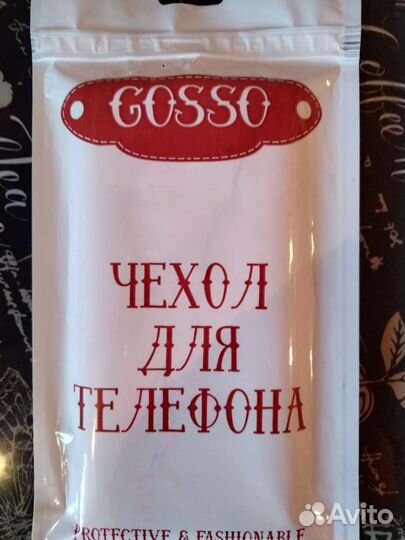 GOSSO
ЧЕХОЛ
ДЛЯ
ТЕЛЕФОНА
PROTECTIVE & FASHIONABLE
Avito